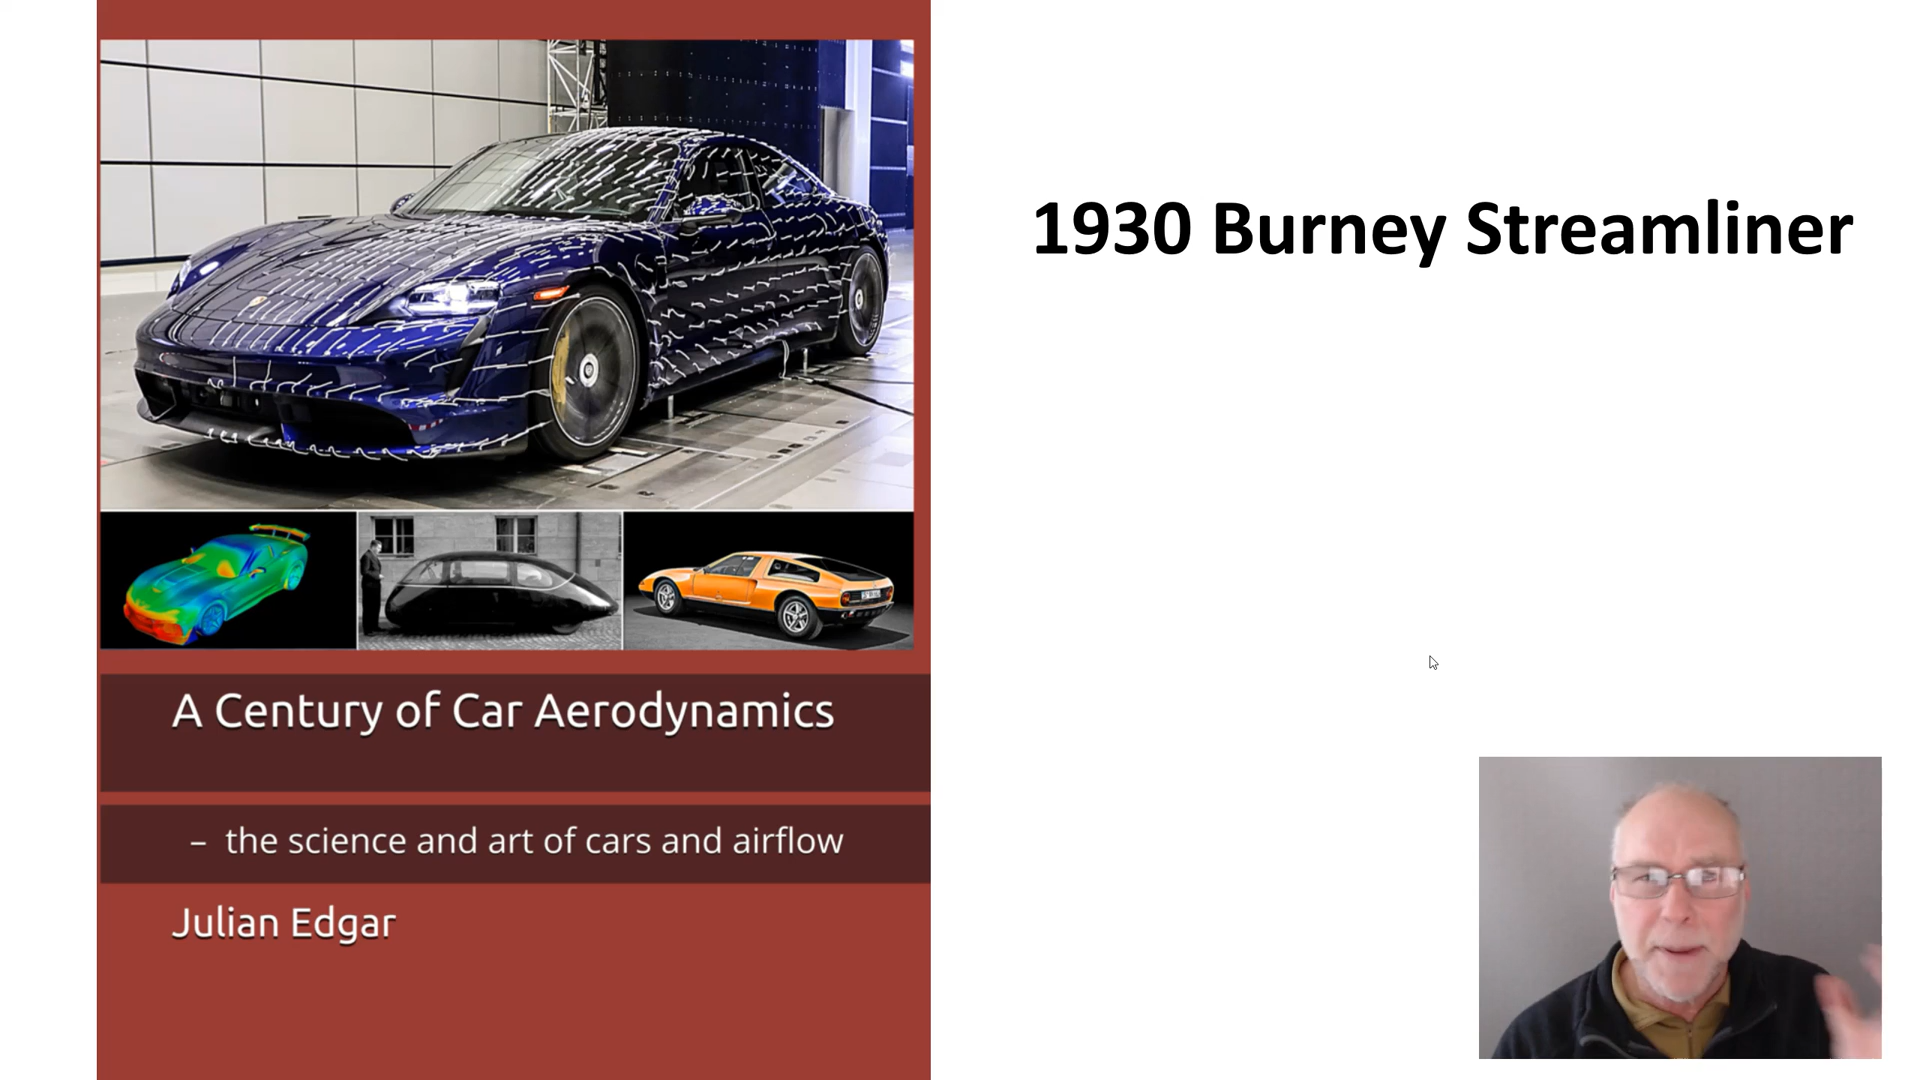 1930 Burney Streamliner
A Century of Car Aerodynamics
– the science and art of cars and airflow
Julian Edgar